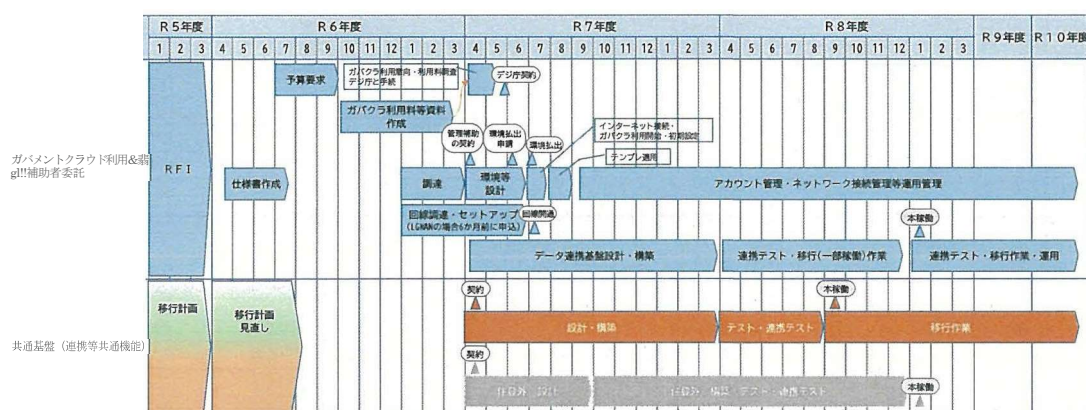 R5年度 R6年度 R7年度 R8年度 R9年度 R10年度
1 2 3 4 5 6 7 8 9 10 11 12 1 2 3 4 5 6 7 8 9 10 11 12 1 2 3 4 5 6 7 8 9 10 11 12 1 2 3
ガバメントクラウド利用&翡
gl!!補助者委託
RFI
予算要求
ガバクラ利用意向・利用料調査
デジ庁と手続
デジ庁契約
ガバクラ利用料等資料
作成
管理補助
の契約
環境払出
申請
環境払出
インターネット接続・
ガバクラ利用開始・初期設定
テンプレ適用
仕様書作成
調達
環境等
設計
アカウント管理・ネットワーク接続管理等運用管理
回線調達・セットアップ
(LGWANの場合6か月前に申込)
回線開通
本稼働
データ連携基盤設計・構築
連携テスト・移行(一部稼働)作業
連携テスト・移行作業・運用
共通基盤（連携等共通機能）
移行計画
移行計画
見直し
契約
本稼働
設計・構築
テスト・連携テスト
移行作業
契約
本稼働
構築・テスト・連携テスト